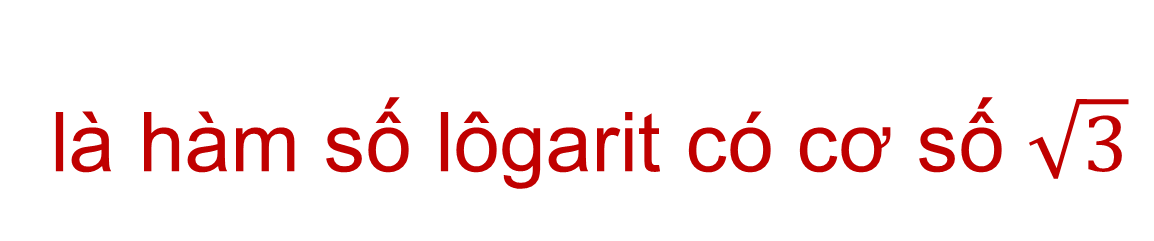 là hàm số lôgarit có cơ số √3